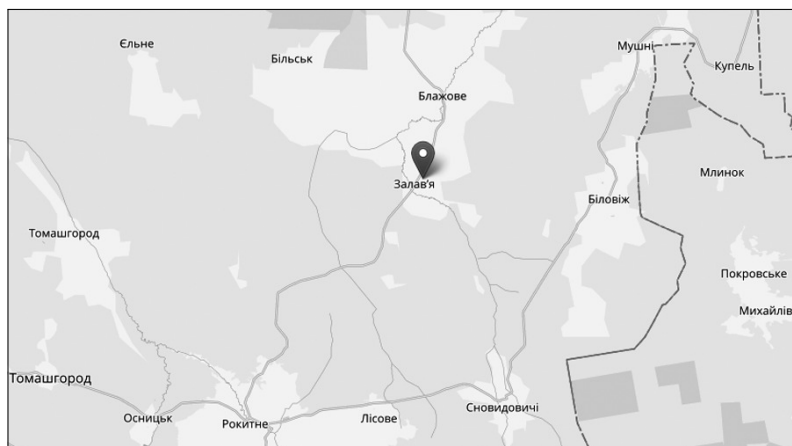 Єльне
Мушні
Більськ
Купель
Блажове
Млинок
Залав'я
Біловіж
Томашгород
Покровське
Михайлів
Томашгород
Сновидовичі
Осницьк
Лісове
Рокитне